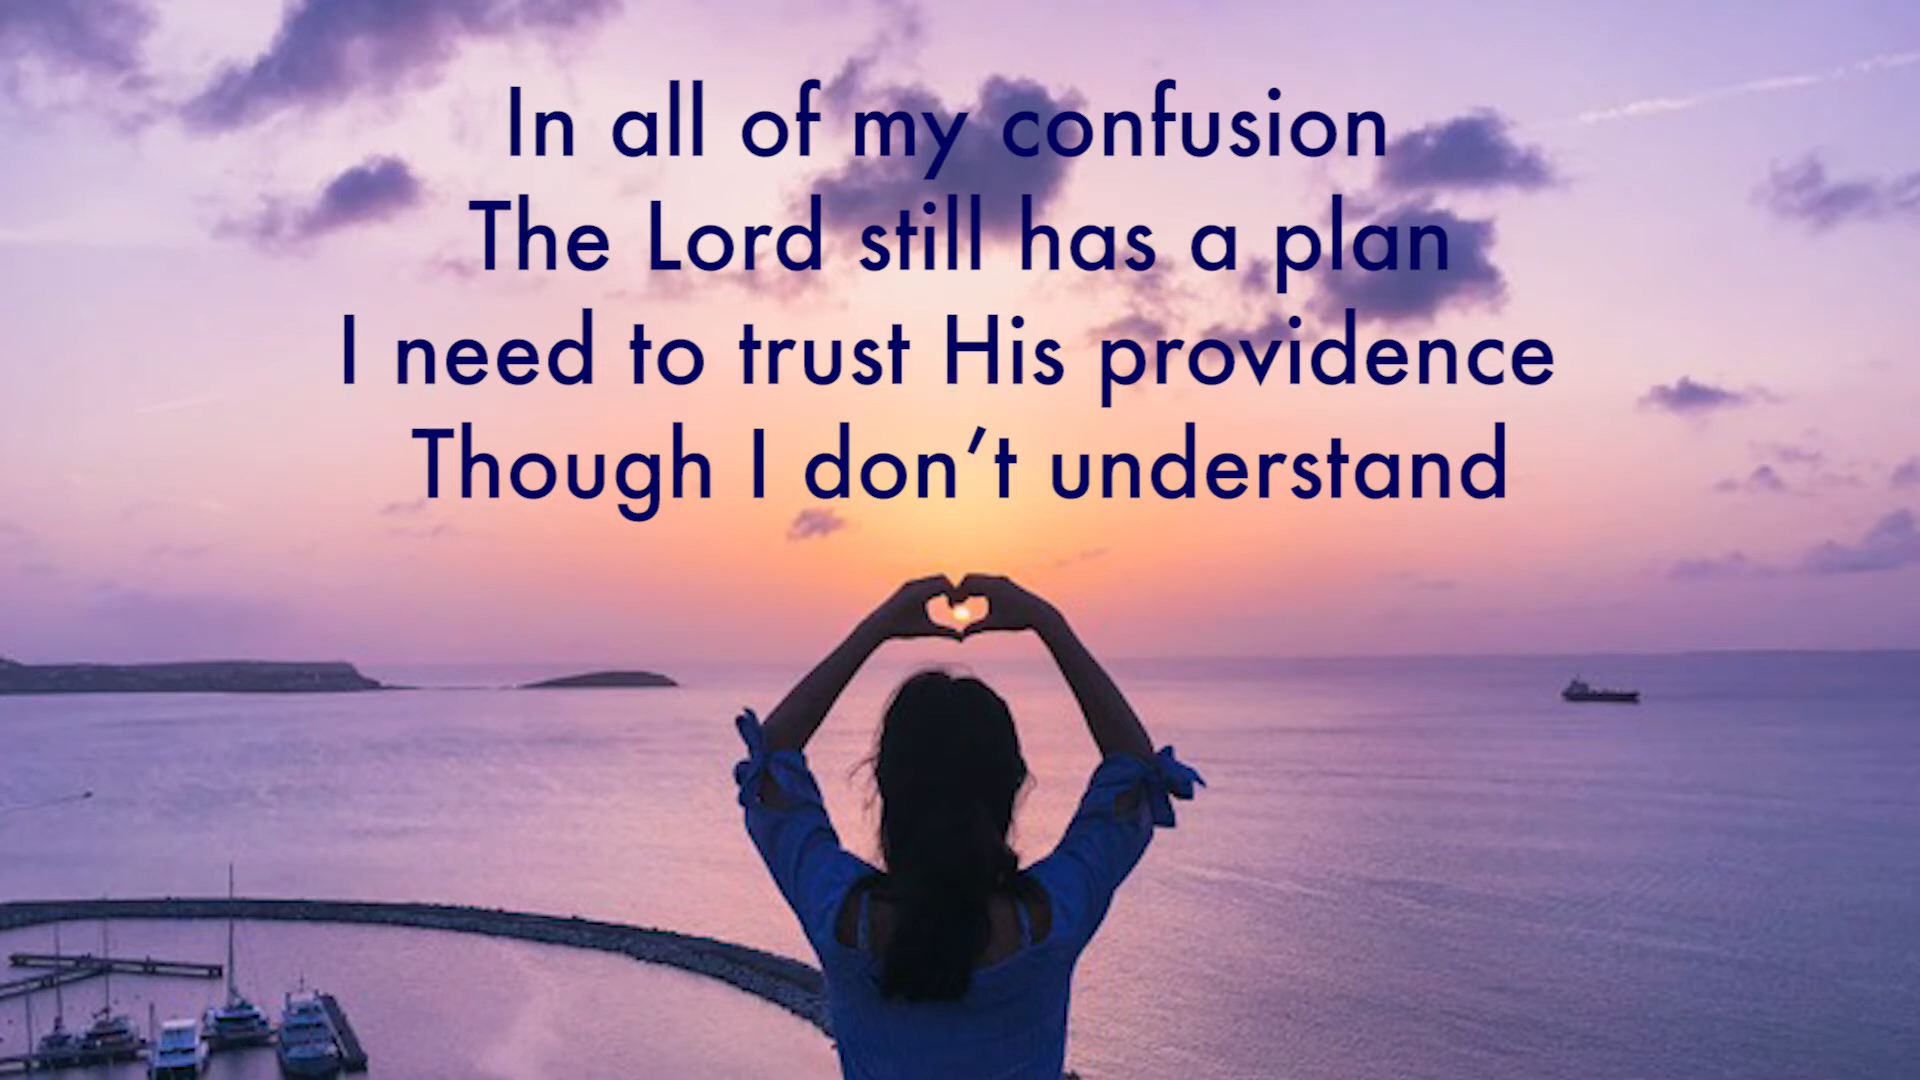 In all of my confusion
The Lord still has a plan
I need to trust His providence
Though I don’t understand